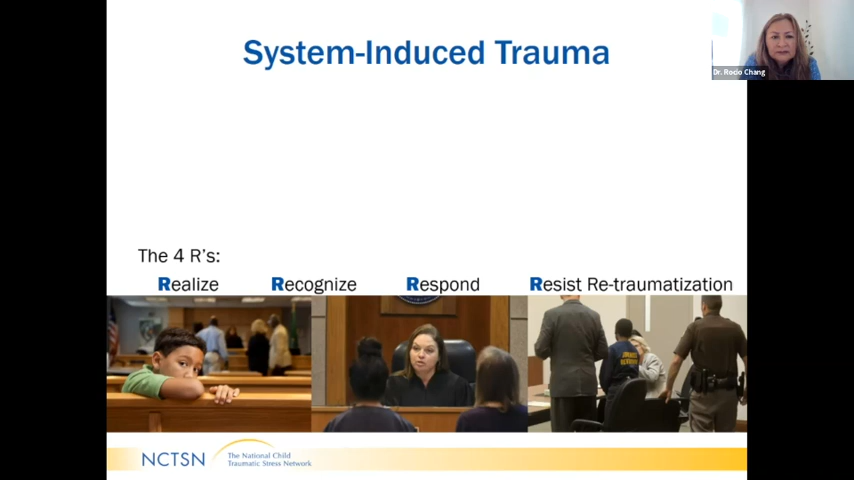 System-Induced Trauma
Dr. Rocio Chang
The 4 R's:
Realize Recognize Respond Resist Re-traumatization
NCTSN
The National Child
Traumatic Stress Network